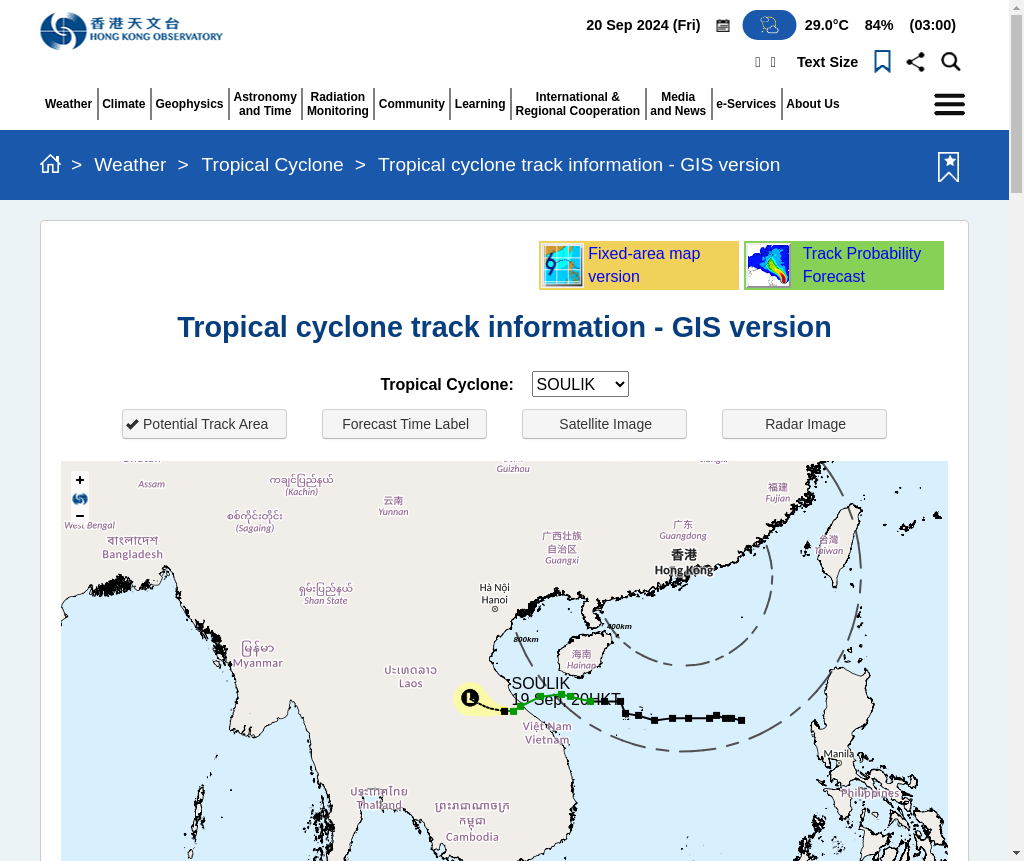 香港天文台
HONG KONG OBSERVATORY
20 Sep 2024 (Fri) 29.0°C 84% (03:00)
Text Size
Weather
Climate
Geophysics
Astronomy
and Time
Radiation
Monitoring
Community
Learning
International &
Regional Cooperation
Media
and News
e-Services
About Us
> Weather > Tropical Cyclone > Tropical cyclone track information - GIS version
Fixed-area map
version
Track Probability
Forecast
Tropical cyclone track information - GIS version
Tropical Cyclone: SOULIK
Potential Track Area
Forecast Time Label
Satellite Image
Radar Image
+
−
Assam
Guizhou
ကချင်ပြည်နယ်
(Kachin)
云南
Yunnan
福建
Fujian
West Bengal
বাংলাদেশ
Bangladesh
စစ်ကိုင်းတိုင်း
(Sagaing)
广西壮族
自治区
Guangxi
广东
Guangdong
香港
Hong Kong
台灣
Taiwan
ရှမ်းပြည်နယ်
Shan State
Hà Nội
Hanoi
400km
800km
海南
Hainan
မြန်မာ
Myanmar
ປະເທດລາວ
Laos
L
SOULIK
19 Sep, 20HKT
Việt Nam
Vietnam
Manila
Philippines
ประเทศไทย
Thailand
ព្រះរាជាណាចក្រ
កម្ពុជា
Cambodia